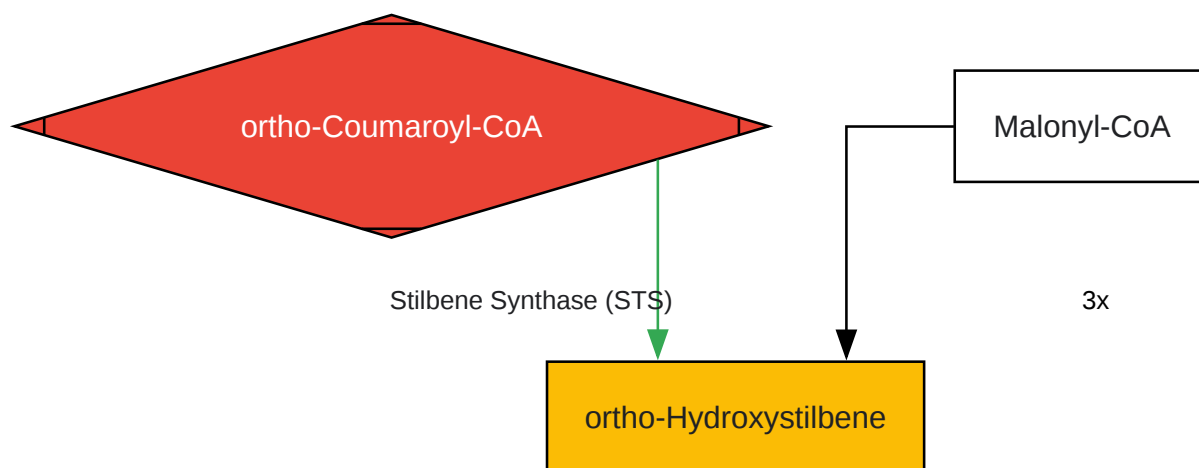 ortho-Coumaroyl-CoA
Malonyl-CoA
Stilbene Synthase (STS)
3x
ortho-Hydroxystilbene